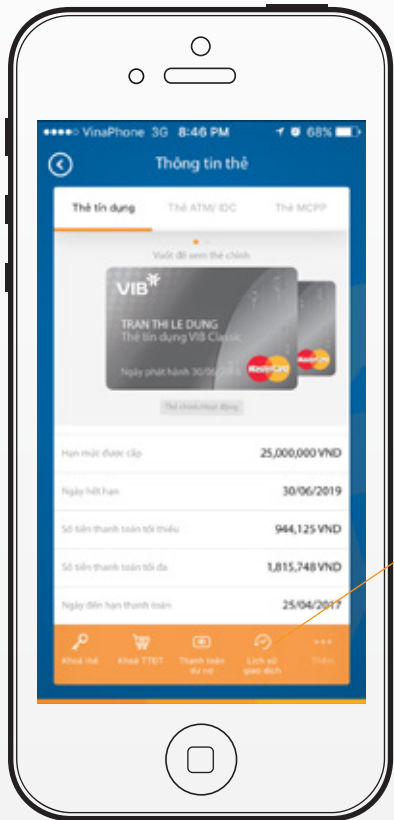 VinaPhone 3G 8:46 PM 68%
Thông tin thẻ
Thẻ tín dụng Thẻ ATM/ IDC Thẻ MCPP
Vuốt để xem thẻ chính
VIB
TRAN THI LE DUNG
Thẻ tín dụng VIB Classic
Ngày phát hành 30/06/
MasterCard
Thẻ chính/Hoạt động
Hạn mức được cấp 25,000,000 VND
Ngày hết hạn 30/06/2019
Số tiền thanh toán tối thiểu 944,125 VND
Số tiền thanh toán tối đa 1,815,748 VND
Ngày đến hạn thanh toán 25/04/2017
Khoá thẻ Khoá TTĐT Thanh toán dư nợ Lịch sử giao dịch Thêm